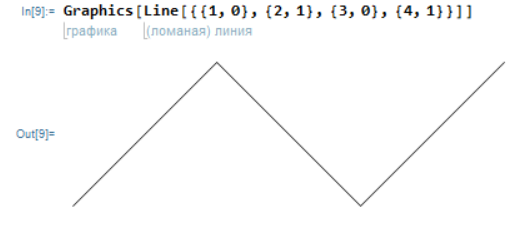 In[9]:= Graphics[Line[{{1, 0}, {2, 1}, {3, 0}, {4, 1}}]]
графика (ломаная) линия
Out[9]=